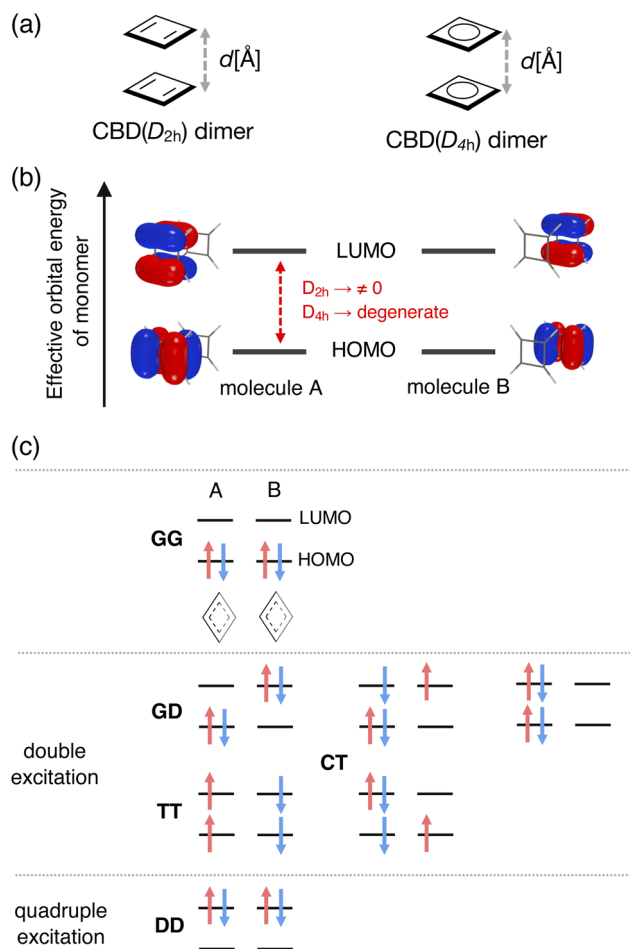 (a)
d[Å] d[Å]
CBD(D2h) dimer CBD(D4h) dimer
(b)
Effective orbital energy
of monomer
LUMO
D2h → ≠ 0
D4h → degenerate
HOMO
molecule A molecule B
(c)
A B
LUMO
GG
HOMO
GD
double
excitation
CT
TT
quadruple
excitation
DD